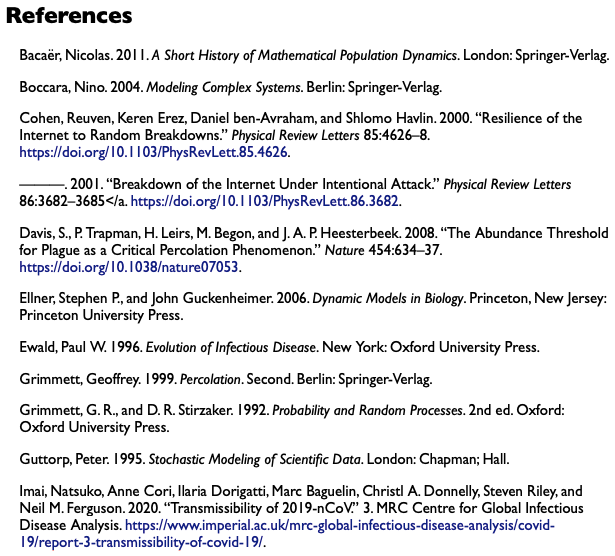 References
Bacaër, Nicolas. 2011. A Short History of Mathematical Population Dynamics. London: Springer-Verlag.
Boccara, Nino. 2004. Modeling Complex Systems. Berlin: Springer-Verlag.
Cohen, Reuven, Keren Erez, Daniel ben-Avraham, and Shlomo Havlin. 2000. “Resilience of the
Internet to Random Breakdowns.” Physical Review Letters 85:4626–8.
https://doi.org/10.1103/PhysRevLett.85.4626.
———. 2001. “Breakdown of the Internet Under Intentional Attack.” Physical Review Letters
86:3682–3685</a. https://doi.org/10.1103/PhysRevLett.86.3682.
Davis, S., P. Trapman, H. Leirs, M. Begon, and J. A. P. Heesterbeek. 2008. “The Abundance Threshold
for Plague as a Critical Percolation Phenomenon.” Nature 454:634–37.
https://doi.org/10.1038/nature07053.
Ellner, Stephen P., and John Guckenheimer. 2006. Dynamic Models in Biology. Princeton, New Jersey:
Princeton University Press.
Ewald, Paul W. 1996. Evolution of Infectious Disease. New York: Oxford University Press.
Grimmett, Geoffrey. 1999. Percolation. Second. Berlin: Springer-Verlag.
Grimmett, G. R., and D. R. Stirzaker. 1992. Probability and Random Processes. 2nd ed. Oxford:
Oxford University Press.
Guttorp, Peter. 1995. Stochastic Modeling of Scientific Data. London: Chapman; Hall.
Imai, Natsuko, Anne Cori, Ilaria Dorigatti, Marc Baguelin, Christl A. Donnelly, Steven Riley, and
Neil M. Ferguson. 2020. “Transmissibility of 2019-nCoV.” 3. MRC Centre for Global Infectious
Disease Analysis. https://www.imperial.ac.uk/mrc-global-infectious-disease-analysis/covid-
19/report-3-transmissibility-of-covid-19/.